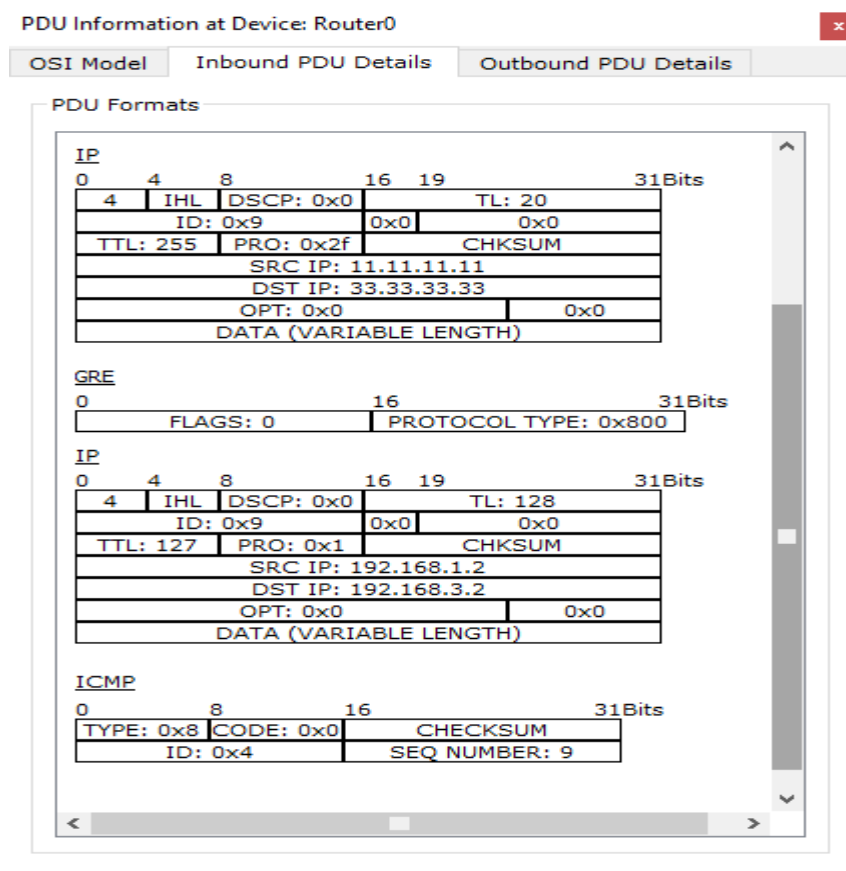 PDU Information at Device: Router0 x
OSI Model Inbound PDU Details Outbound PDU Details
PDU Formats
IP
0 4 8 16 19 31Bits
4 IHL DSCP: 0x0 TL: 20
ID: 0x9 0x0 0x0
TTL: 255 PRO: 0x2f CHKSUM
SRC IP: 11.11.11.11
DST IP: 33.33.33.33
OPT: 0x0 0x0
DATA (VARIABLE LENGTH)
GRE
0 16 31Bits
FLAGS: 0 PROTOCOL TYPE: 0x800
IP
0 4 8 16 19 31Bits
4 IHL DSCP: 0x0 TL: 128
ID: 0x9 0x0 0x0
TTL: 127 PRO: 0x1 CHKSUM
SRC IP: 192.168.1.2
DST IP: 192.168.3.2
OPT: 0x0 0x0
DATA (VARIABLE LENGTH)
ICMP
0 8 16 31Bits
TYPE: 0x8 CODE: 0x0 CHECKSUM
ID: 0x4 SEQ NUMBER: 9